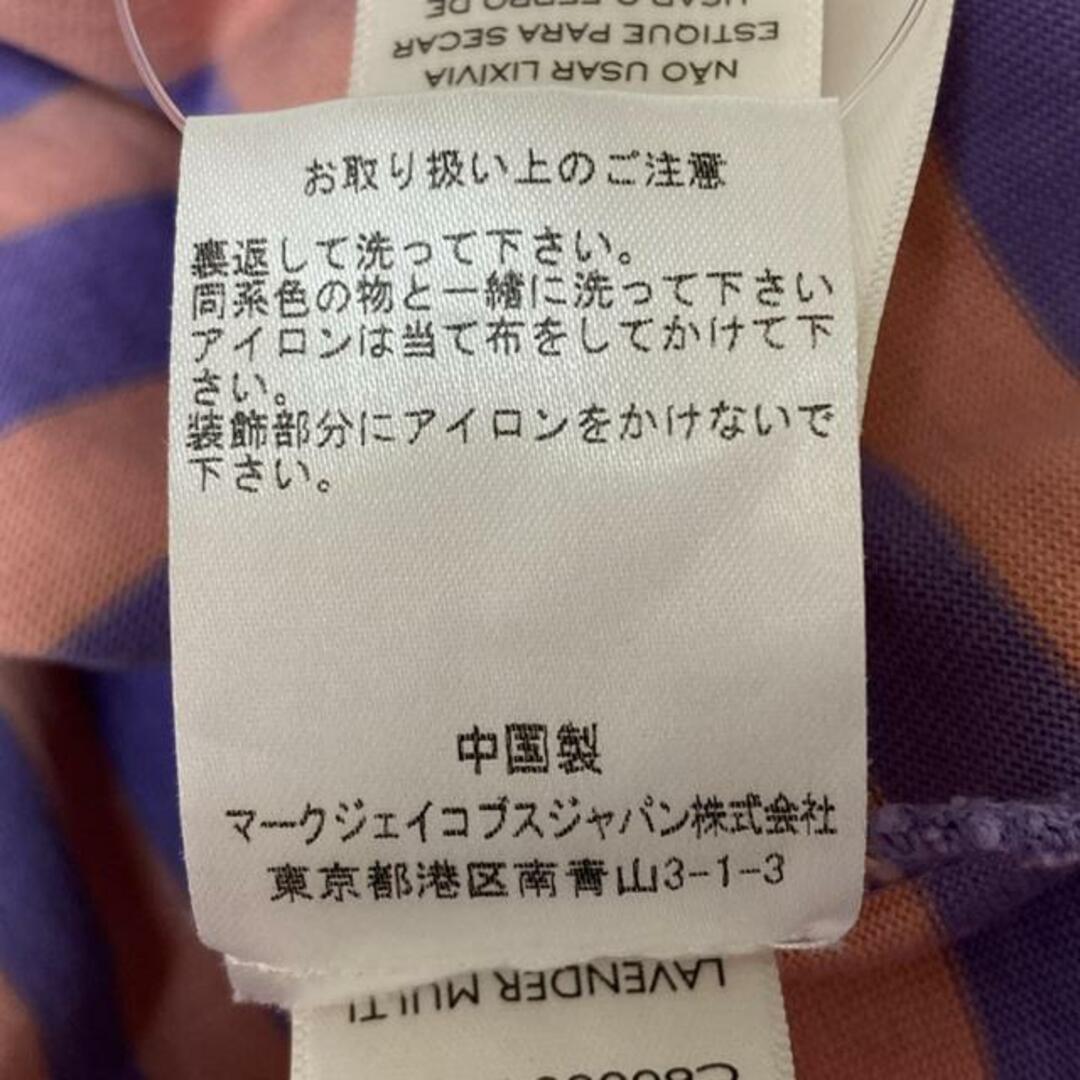 USAR O FERRO DE
ESTIQUE PARA SECAR
NÃO USAR LIXÍVIA
お取り扱い上のご注意
裏返して洗って下さい。
同系色の物と一緒に洗って下さい
アイロンは当て布をしてかけて下
さい。
装飾部分にアイロンをかけないで
下さい。
中国製
マークジェイコブスジャパン株式会社
東京都港区南青山3-1-3
LAVENDER MULTI